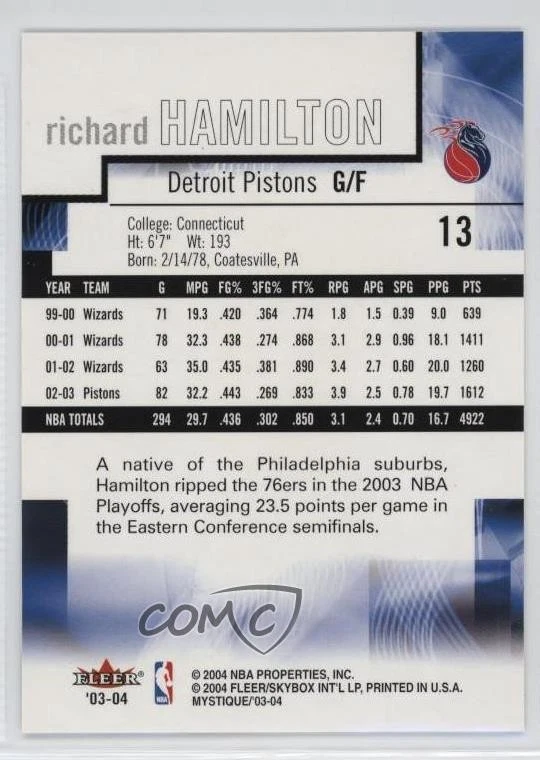 richard HAMILTON
Detroit Pistons G/F
College: Connecticut
Ht: 6'7" Wt: 193
Born: 2/14/78, Coatesville, PA
13
YEAR TEAM G MPG FG% 3FG% FT% RPG APG SPG PPG PTS
99-00 Wizards 71 19.3 .420 .364 .774 1.8 1.5 0.39 9.0 639
00-01 Wizards 78 32.3 .438 .274 .868 3.1 2.9 0.96 18.1 1411
01-02 Wizards 63 35.0 .435 .381 .890 3.4 2.7 0.60 20.0 1260
02-03 Pistons 82 32.2 .443 .269 .833 3.9 2.5 0.78 19.7 1612
NBA TOTALS 294 29.7 .436 .302 .850 3.1 2.4 0.70 16.7 4922
A native of the Philadelphia suburbs,
Hamilton ripped the 76ers in the 2003 NBA
Playoffs, averaging 23.5 points per game in
the Eastern Conference semifinals.
COMC
FLEER
'03-04
NBA
© 2004 NBA PROPERTIES, INC.
© 2004 FLEER/SKYBOX INT'L LP, PRINTED IN U.S.A.
MYSTIQUE/'03-04